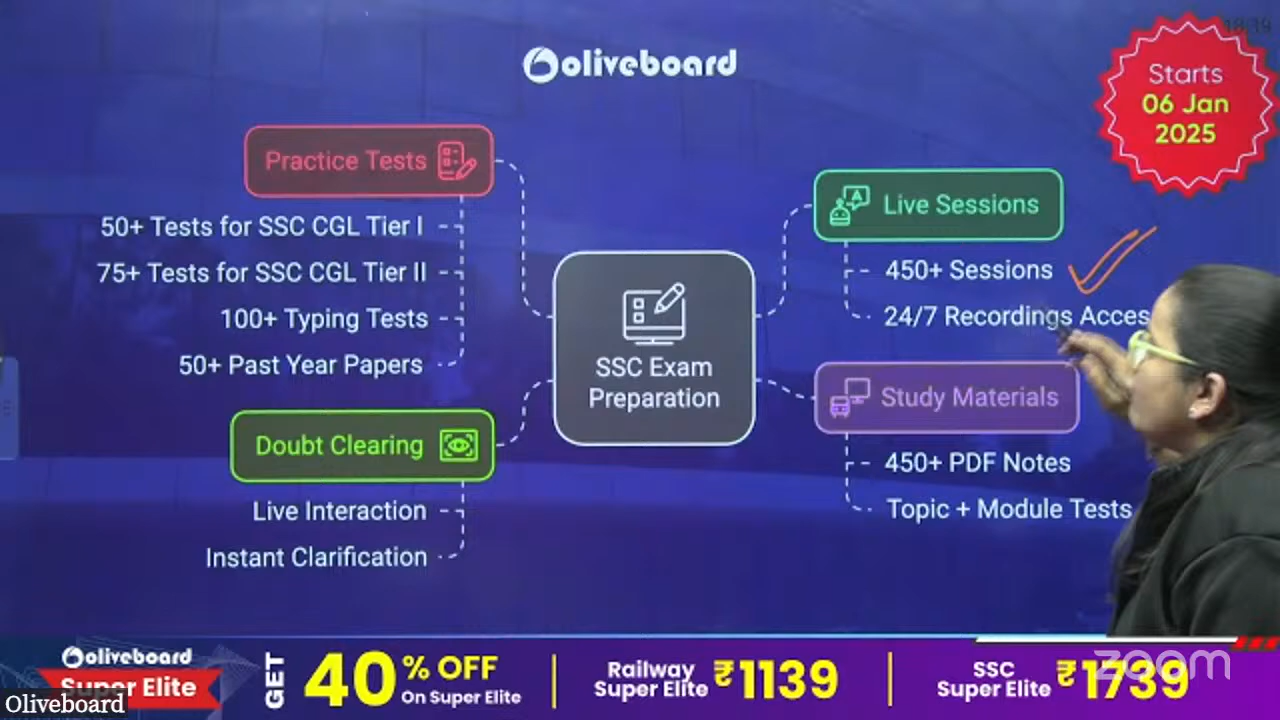 oliveboard
18:19
Starts
06 Jan
2025
Practice Tests
50+ Tests for SSC CGL Tier I
75+ Tests for SSC CGL Tier II
100+ Typing Tests
50+ Past Year Papers
Doubt Clearing
Live Interaction
Instant Clarification
SSC Exam
Preparation
Live Sessions
450+ Sessions
24/7 Recordings Acces
Study Materials
450+ PDF Notes
Topic + Module Tests
oliveboard
Super Elite
Oliveboard
GET 40% OFF
On Super Elite
Railway
Super Elite ₹1139
SSC
Super Elite ₹1739
zoom